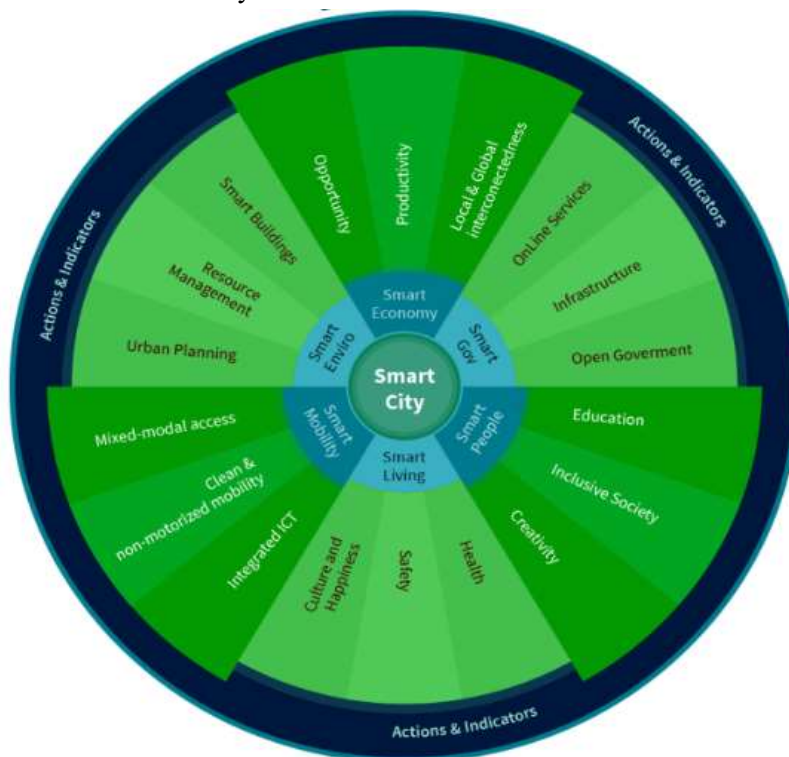 Smart
City
Smart
Economy
Opportunity
Productivity
Local & Global
interconectedness
Smart
Gov
OnLine Services
Infrastructure
Open Goverment
Smart
People
Education
Inclusive Society
Creativity
Smart
Living
Health
Safety
Culture and
Happiness
Smart
Mobility
Integrated ICT
Clean &
non-motorized mobility
Mixed-modal access
Smart
Enviro
Urban Planning
Resource
Management
Smart Buildings
Actions & Indicators
Actions & Indicators
Actions & Indicators